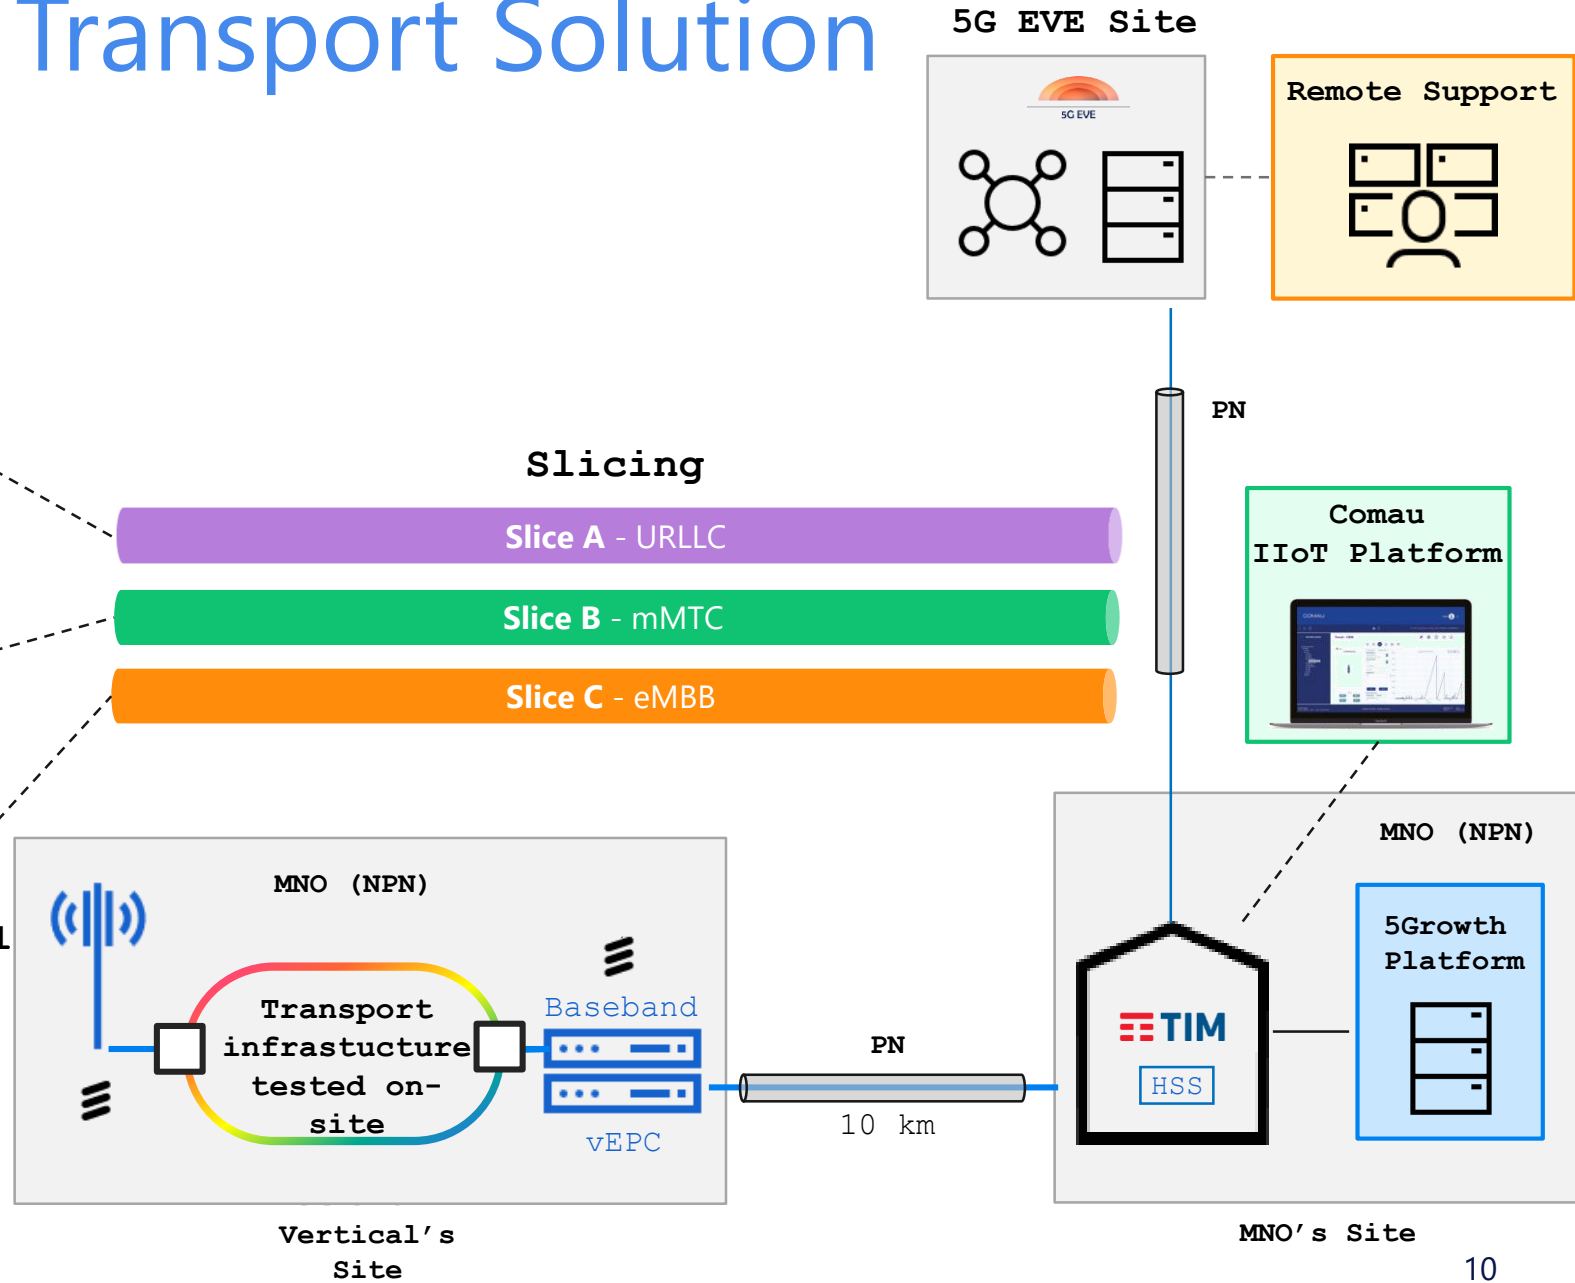 Transport Solution
5G EVE Site
5G EVE
Remote Support
PN
Slicing
Slice A - URLLC
Slice B - mMTC
Slice C - eMBB
Comau
IIoT Platform
COMAU
MNO (NPN)
Transport
infrastucture
tested on-
site
Baseband
vEPC
Vertical's
Site
PN
10 km
MNO (NPN)
TIM
HSS
5Growth
Platform
MNO's Site
10